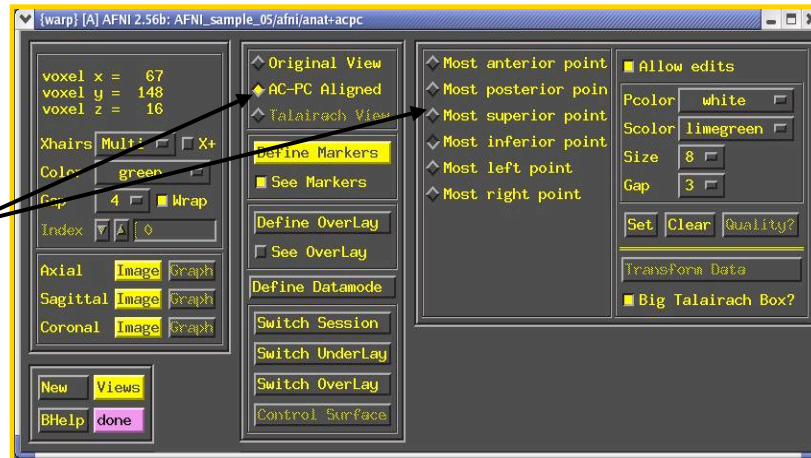 {warp} [A] AFNI 2.56b: AFNI_sample_05/afni/anat+acpc
voxel x = 67
voxel y = 148
voxel z = 16
Xhairs Multi X+
Color green
Gap 4 Wrap
Index 0
Axial Image Graph
Sagittal Image Graph
Coronal Image Graph
New Views
BHelp done
Original View
AC-PC Aligned
Talairach View
Define Markers
See Markers
Define OverLay
See OverLay
Define Datamode
Switch Session
Switch UnderLay
Switch OverLay
Control Surface
Most anterior point
Most posterior poin
Most superior point
Most inferior point
Most left point
Most right point
Allow edits
Pcolor white
Scolor limegreen
Size 8
Gap 3
Set Clear Quality?
Transform Data
Big Talairach Box?